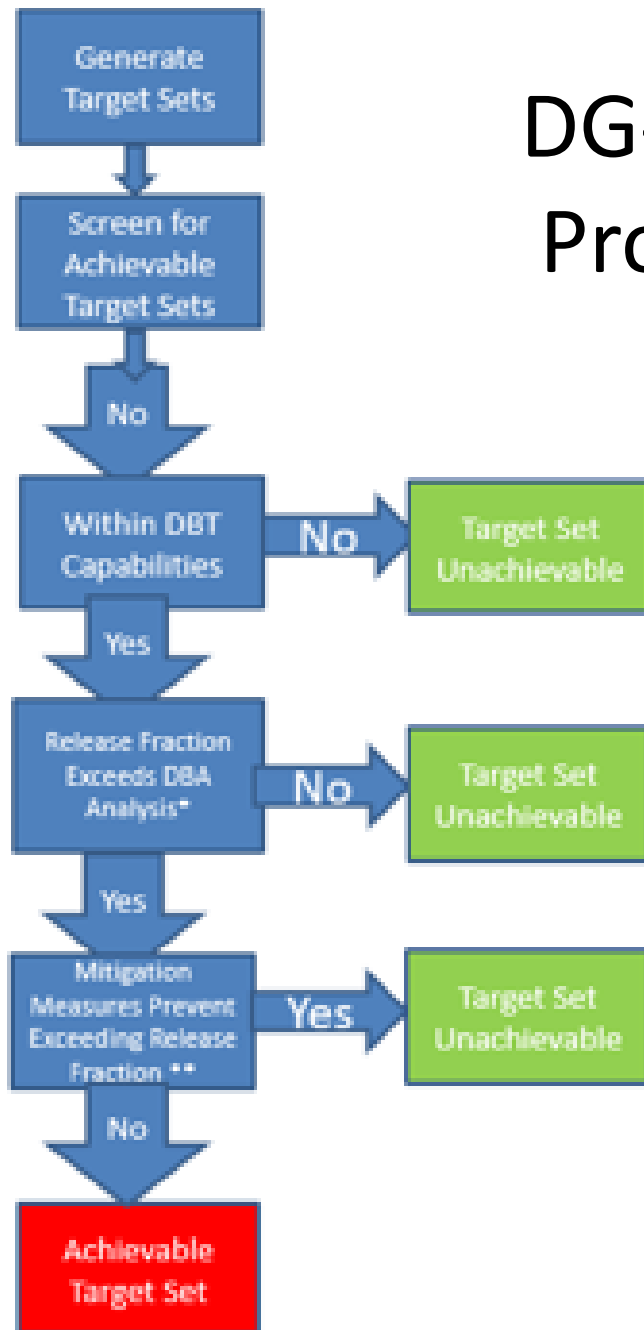 Generate
Target Sets
DG-
Pro
Screen for
Achievable
Target Sets
No
Within DBT
Capabilities
No
Target Set
Unachievable
Yes
Release Fraction
Exceeds DBA
Analysis*
No
Target Set
Unachievable
Yes
Mitigation
Measures Prevent
Exceeding Release
Fraction **
Yes
Target Set
Unachievable
No
Achievable
Target Set